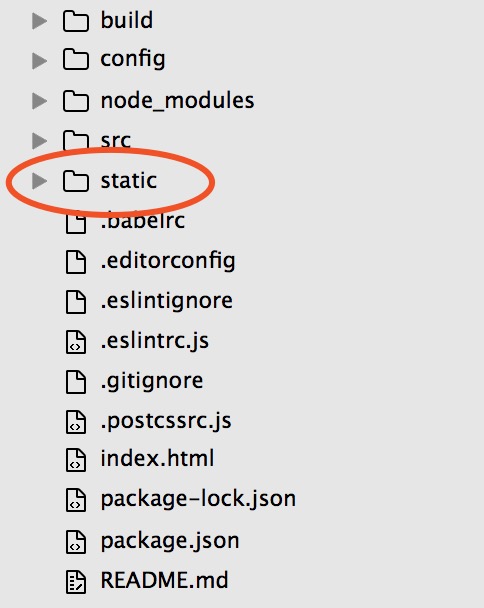 build
config
node_modules
src
static
.babelrc
.editorconfig
.eslintignore
.eslintrc.js
.gitignore
.postcssrc.js
index.html
package-lock.json
package.json
README.md